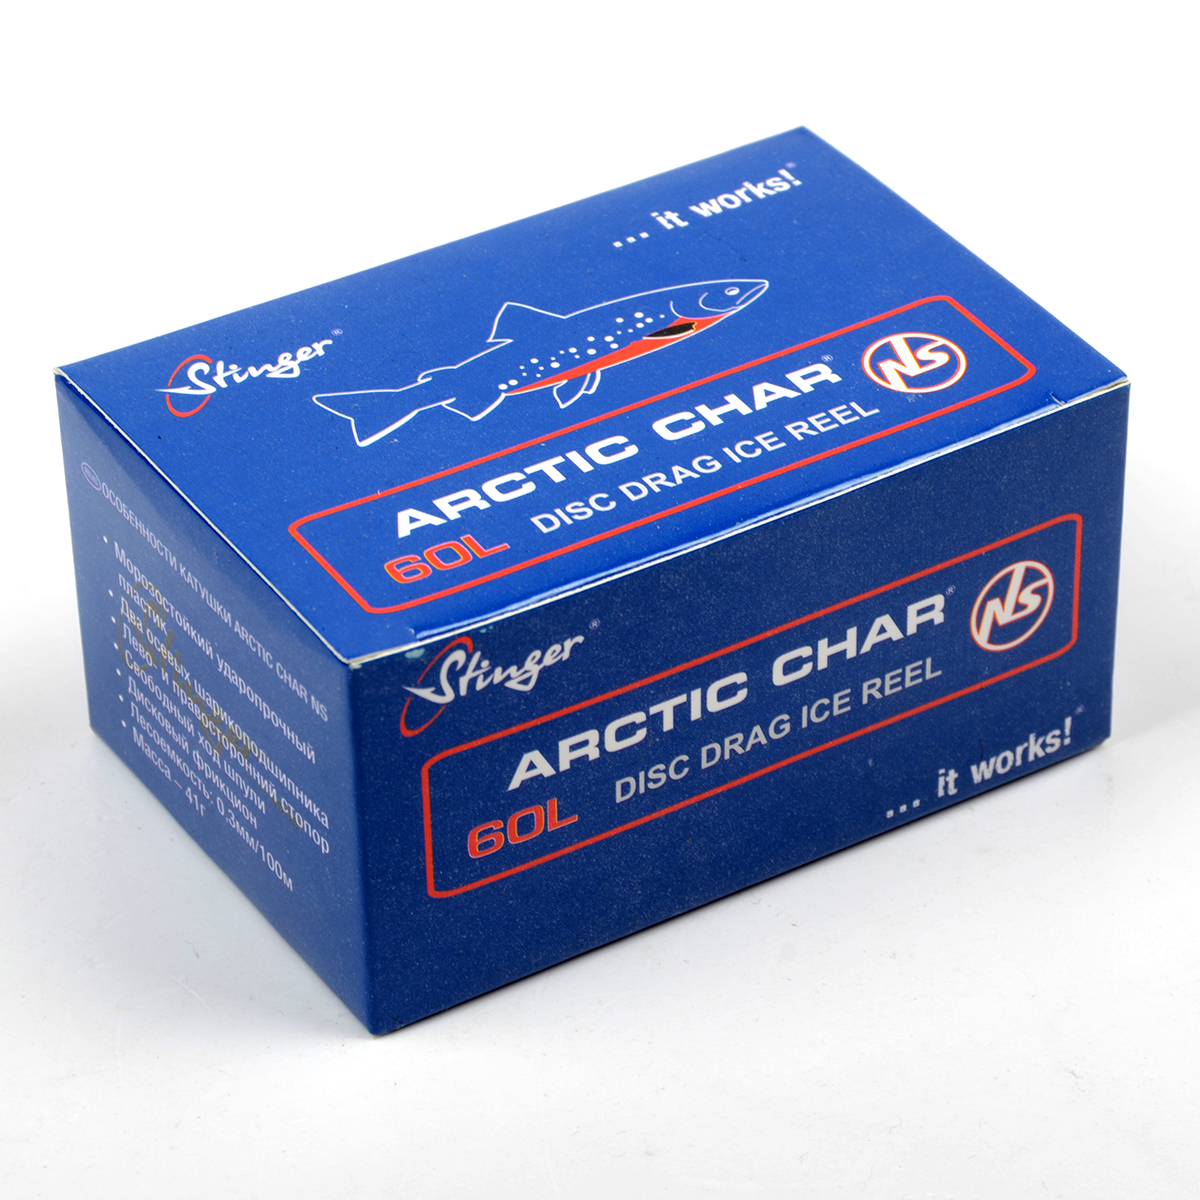 ... it works!
Stinger®
ARCTIC CHAR® NS
60L DISC DRAG ICE REEL
Stinger®
ARCTIC CHAR® NS
60L DISC DRAG ICE REEL
... it works!
ОСОБЕННОСТИ КАТУШКИ ARCTIC CHAR NS
• Морозостойкий ударопрочный
пластик
• Два осевых шарикоподшипника
• Лево- и правосторонний стопор
• Свободный ход шпули
• Дисковый фрикцион
• Лесоемкость: 0,3мм/100м
• Масса – 41г